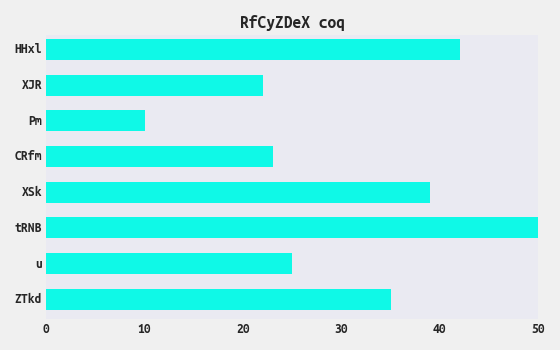 RfCyZDeX coq
HHxl
XJR
Pm
CRfm
XSk
tRNB
u
ZTkd
0 10 20 30 40 50